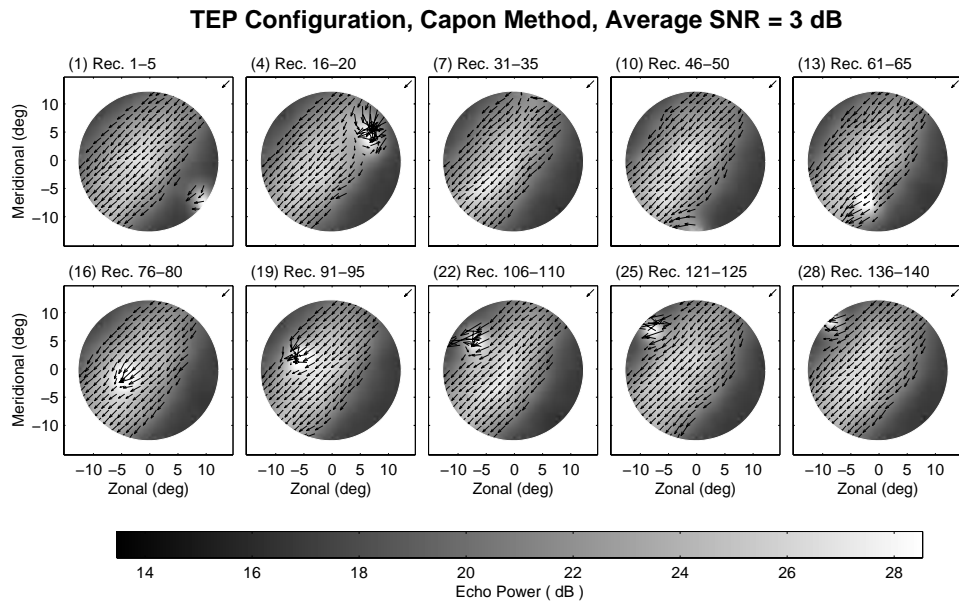 TEP Configuration, Capon Method, Average SNR = 3 dB
(1) Rec. 1−5
(4) Rec. 16−20
(7) Rec. 31−35
(10) Rec. 46−50
(13) Rec. 61−65
Meridional (deg)
10
5
0
−5
−10
(16) Rec. 76−80
(19) Rec. 91−95
(22) Rec. 106−110
(25) Rec. 121−125
(28) Rec. 136−140
Meridional (deg)
10
5
0
−5
−10
−10 −5 0 5 10
−10 −5 0 5 10
−10 −5 0 5 10
−10 −5 0 5 10
−10 −5 0 5 10
Zonal (deg)
Zonal (deg)
Zonal (deg)
Zonal (deg)
Zonal (deg)
14 16 18 20 22 24 26 28
Echo Power ( dB )